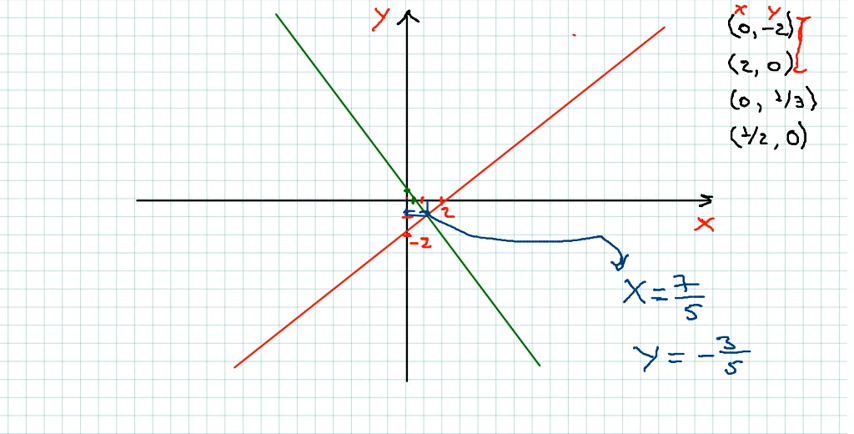 y
x y
(0, -2)
(2, 0)
(0, 1/3)
(1/2, 0)
2
x
-2
x = 7/5
y = -3/5